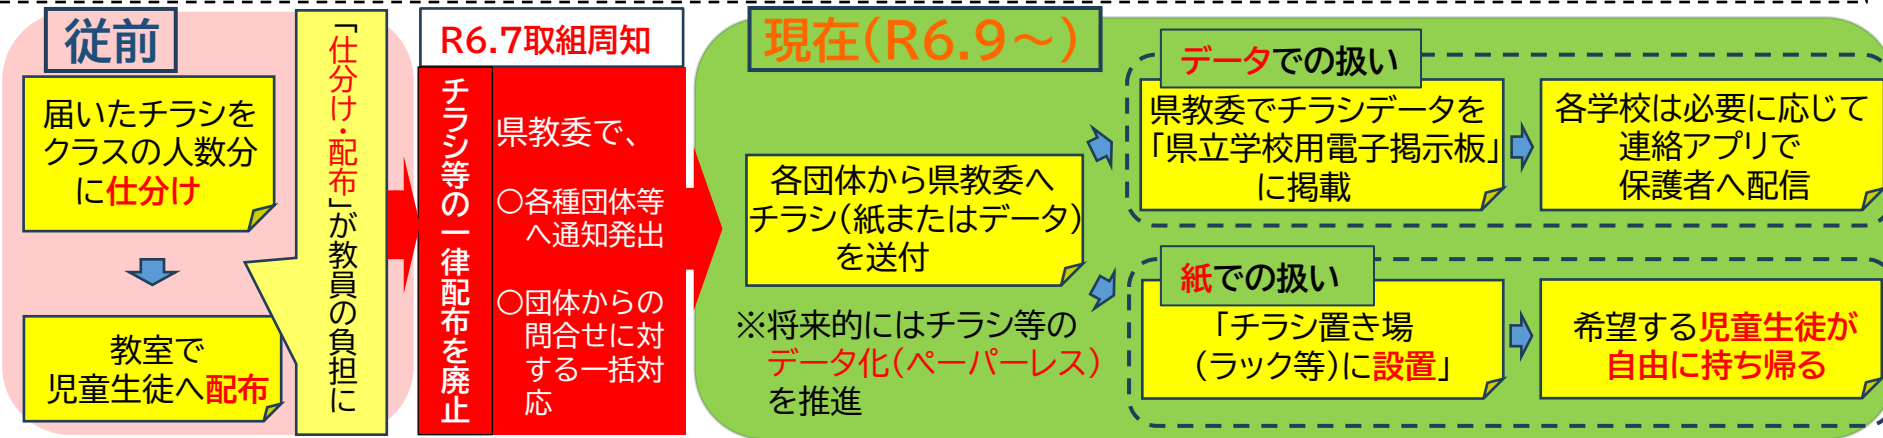 従前
届いたチラシを
クラスの人数分
に仕分け
教室で
児童生徒へ配布
「仕分け・配布」が教員の負担に
R6.7取組周知
チラシ等の一律配布を廃止
県教委で、
○各種団体等
へ通知発出
○団体からの
問合せに対
する一括対
応
現在(R6.9～)
各団体から県教委へ
チラシ(紙またはデータ)
を送付
※将来的にはチラシ等の
データ化(ペーパーレス)
を推進
データでの扱い
県教委でチラシデータを
「県立学校用電子掲示板」
に掲載
各学校は必要に応じて
連絡アプリで
保護者へ配信
紙での扱い
「チラシ置き場
(ラック等)に設置」
希望する児童生徒が
自由に持ち帰る